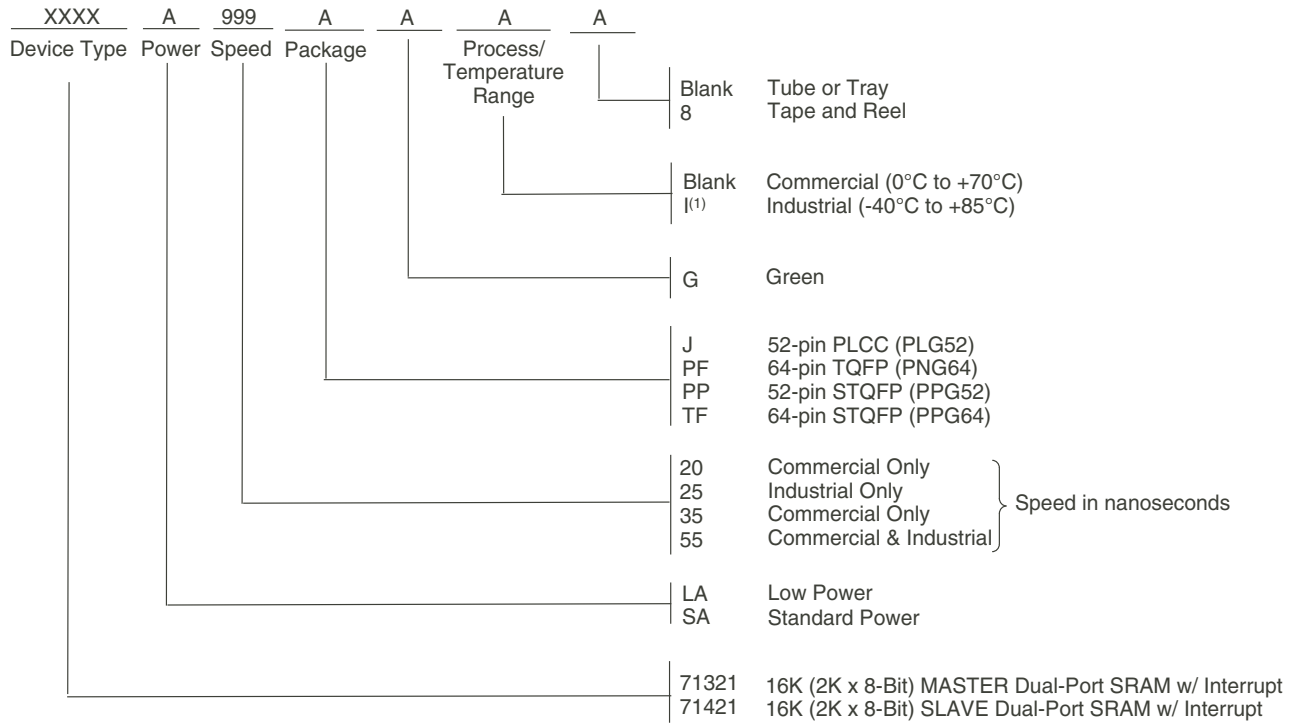 XXXX A 999 A A A A
Device Type Power Speed Package Process/
Temperature
Range
Blank Tube or Tray
8 Tape and Reel
Blank Commercial (0°C to +70°C)
I(1) Industrial (-40°C to +85°C)
G Green
J 52-pin PLCC (PLG52)
PF 64-pin TQFP (PNG64)
PP 52-pin STQFP (PPG52)
TF 64-pin STQFP (PPG64)
20 Commercial Only
25 Industrial Only
35 Commercial Only
55 Commercial & Industrial
Speed in nanoseconds
LA Low Power
SA Standard Power
71321 16K (2K x 8-Bit) MASTER Dual-Port SRAM w/ Interrupt
71421 16K (2K x 8-Bit) SLAVE Dual-Port SRAM w/ Interrupt